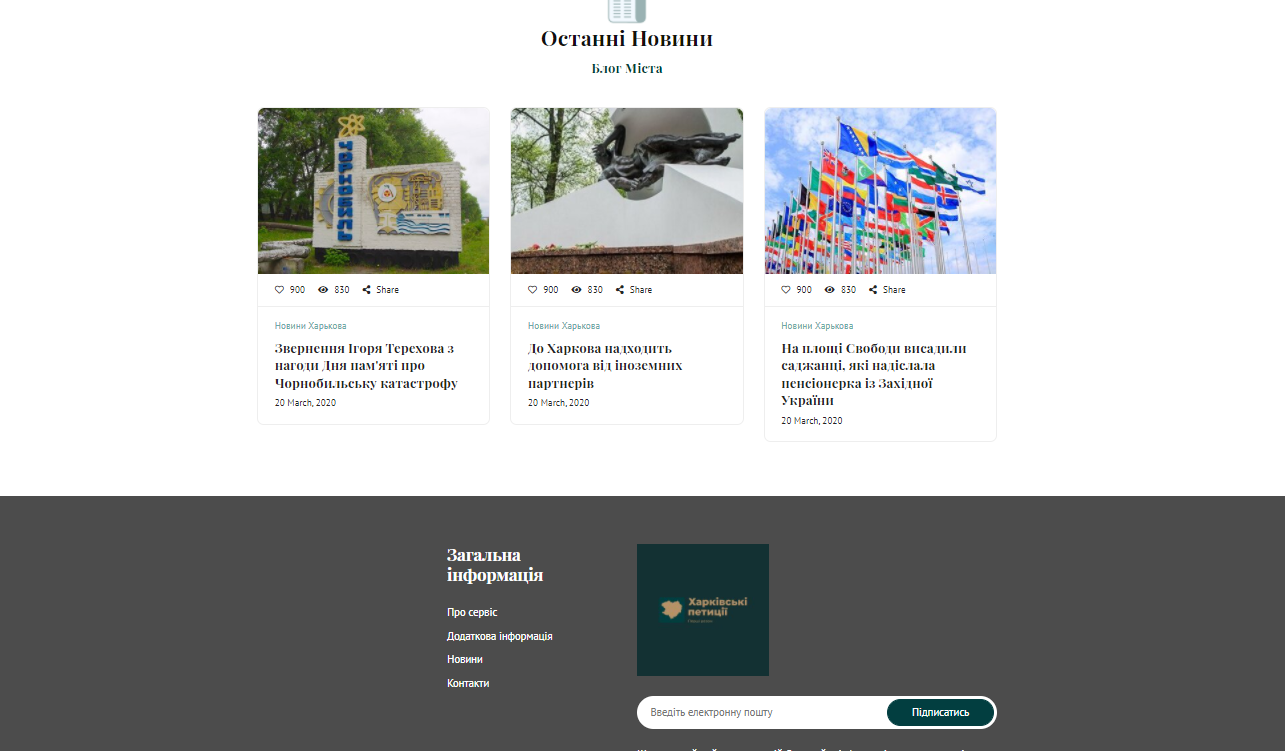 Останні Новини
Блог Міста
ЧОРНОБИЛЬ
900 830 Share
Новини Харькова
Звернення Ігоря Терехова з
нагоди Дня пам'яті про
Чорнобильську катастрофу
20 March, 2020
900 830 Share
Новини Харькова
До Харкова надходить
допомога від іноземних
партнерів
20 March, 2020
900 830 Share
Новини Харькова
На площі Свободи висадили
саджанці, які надіслала
пенсіонерка із Західної
України
20 March, 2020
Загальна
інформація
Про сервіс
Додаткова інформація
Новини
Контакти
Харківські
петиції
Введіть електронну пошту
Підписатись